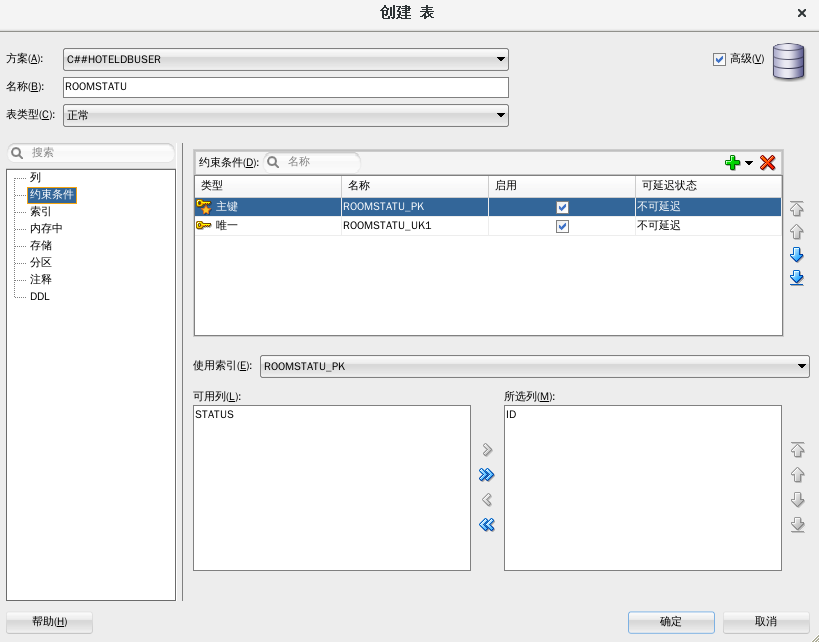 创建 表
方案(A): C##HOTELDBUSER 高级(V)
名称(B): ROOMSTATU
表类型(C): 正常
搜索
列
约束条件
索引
内存中
存储
分区
注释
DDL
约束条件(D): 名称
类型 名称 启用 可延迟状态
主键 ROOMSTATU_PK 不可延迟
唯一 ROOMSTATU_UK1 不可延迟
使用索引(E): ROOMSTATU_PK
可用列(L): 所选列(M):
STATUS ID
帮助(H) 确定 取消